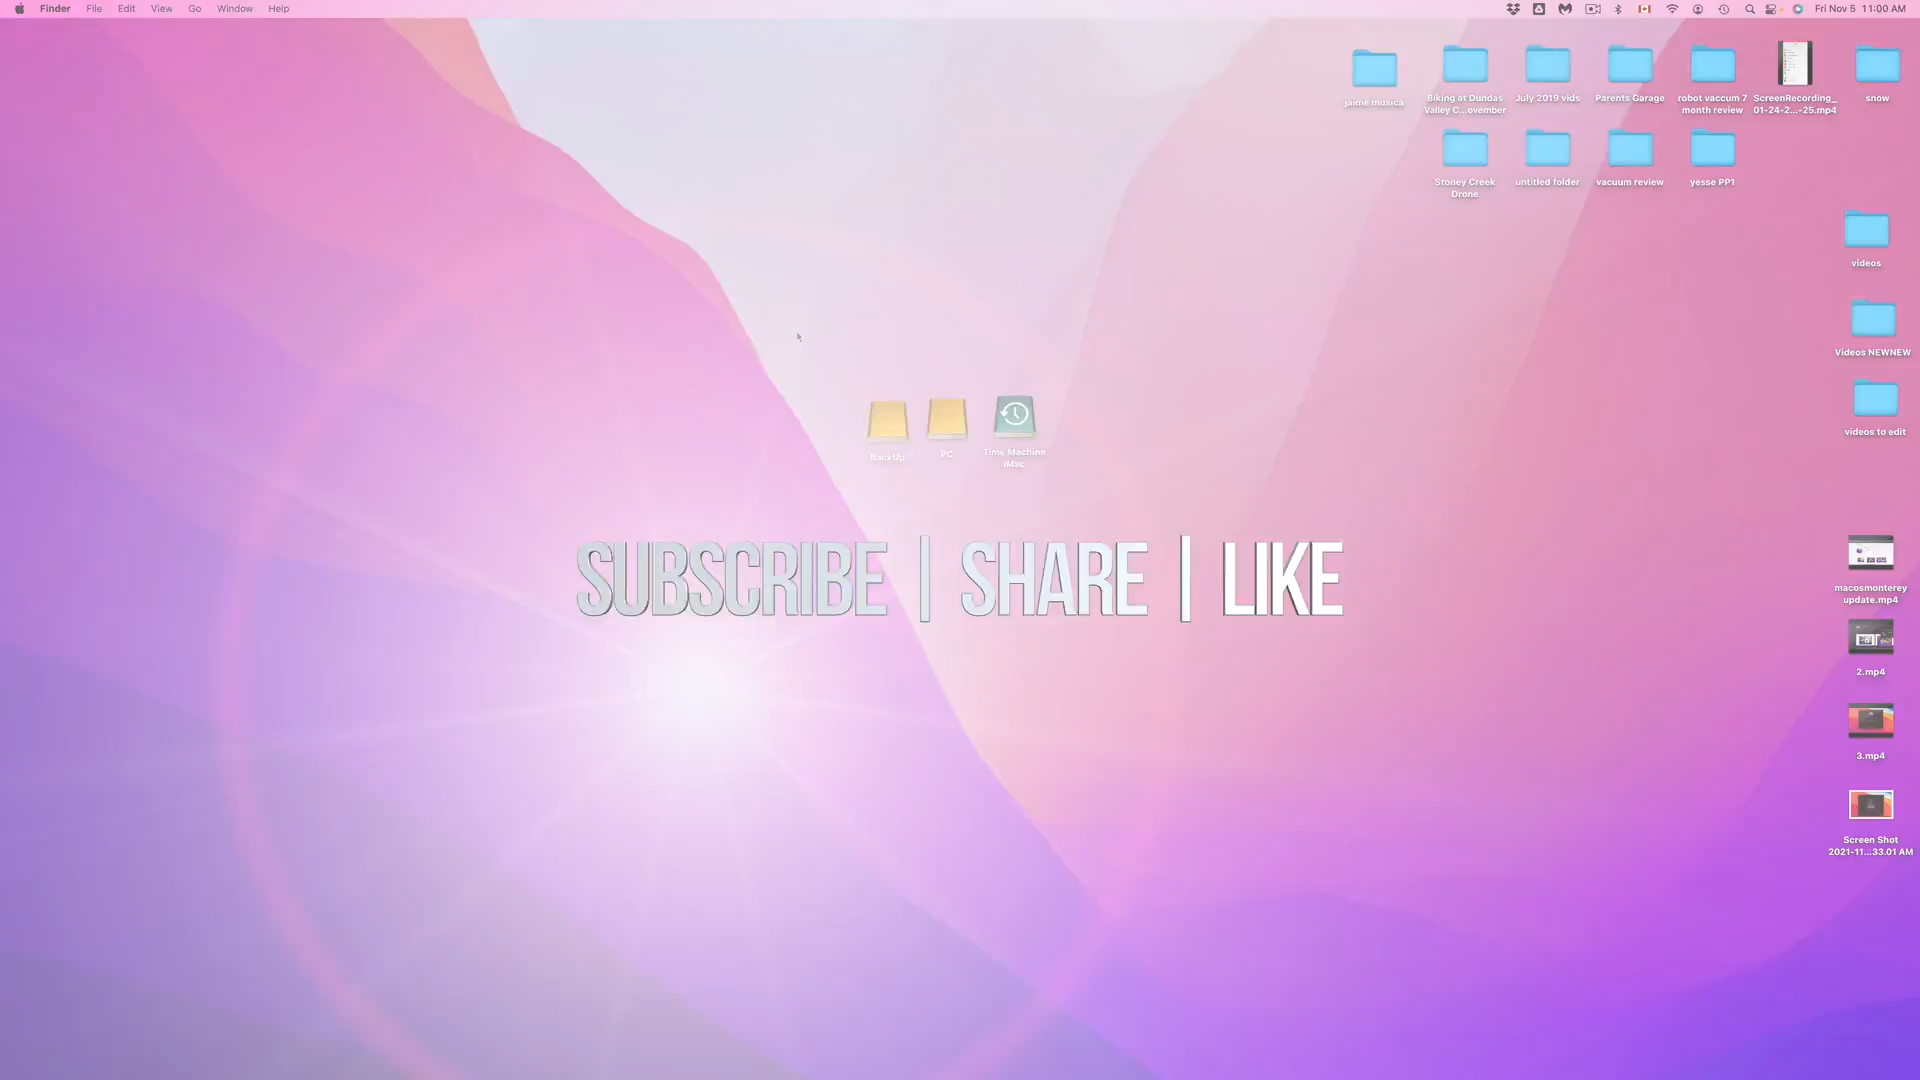 Finder File Edit View Go Window Help
Fri Nov 5 11:00 AM
jaime musica
Biking at Dundas
Valley C...ovember
July 2019 vids
Parents Garage
robot vaccum 7
month review
ScreenRecording_
01-24-2...-25.mp4
snow
Stoney Creek
Drone
untitled folder
vacuum review
yesse PP1
videos
Videos NEWNEW
videos to edit
BackUp
PC
Time Machine
iMac
SUBSCRIBE | SHARE | LIKE
macosmonterey
update.mp4
2.mp4
3.mp4
Screen Shot
2021-11...33.01 AM